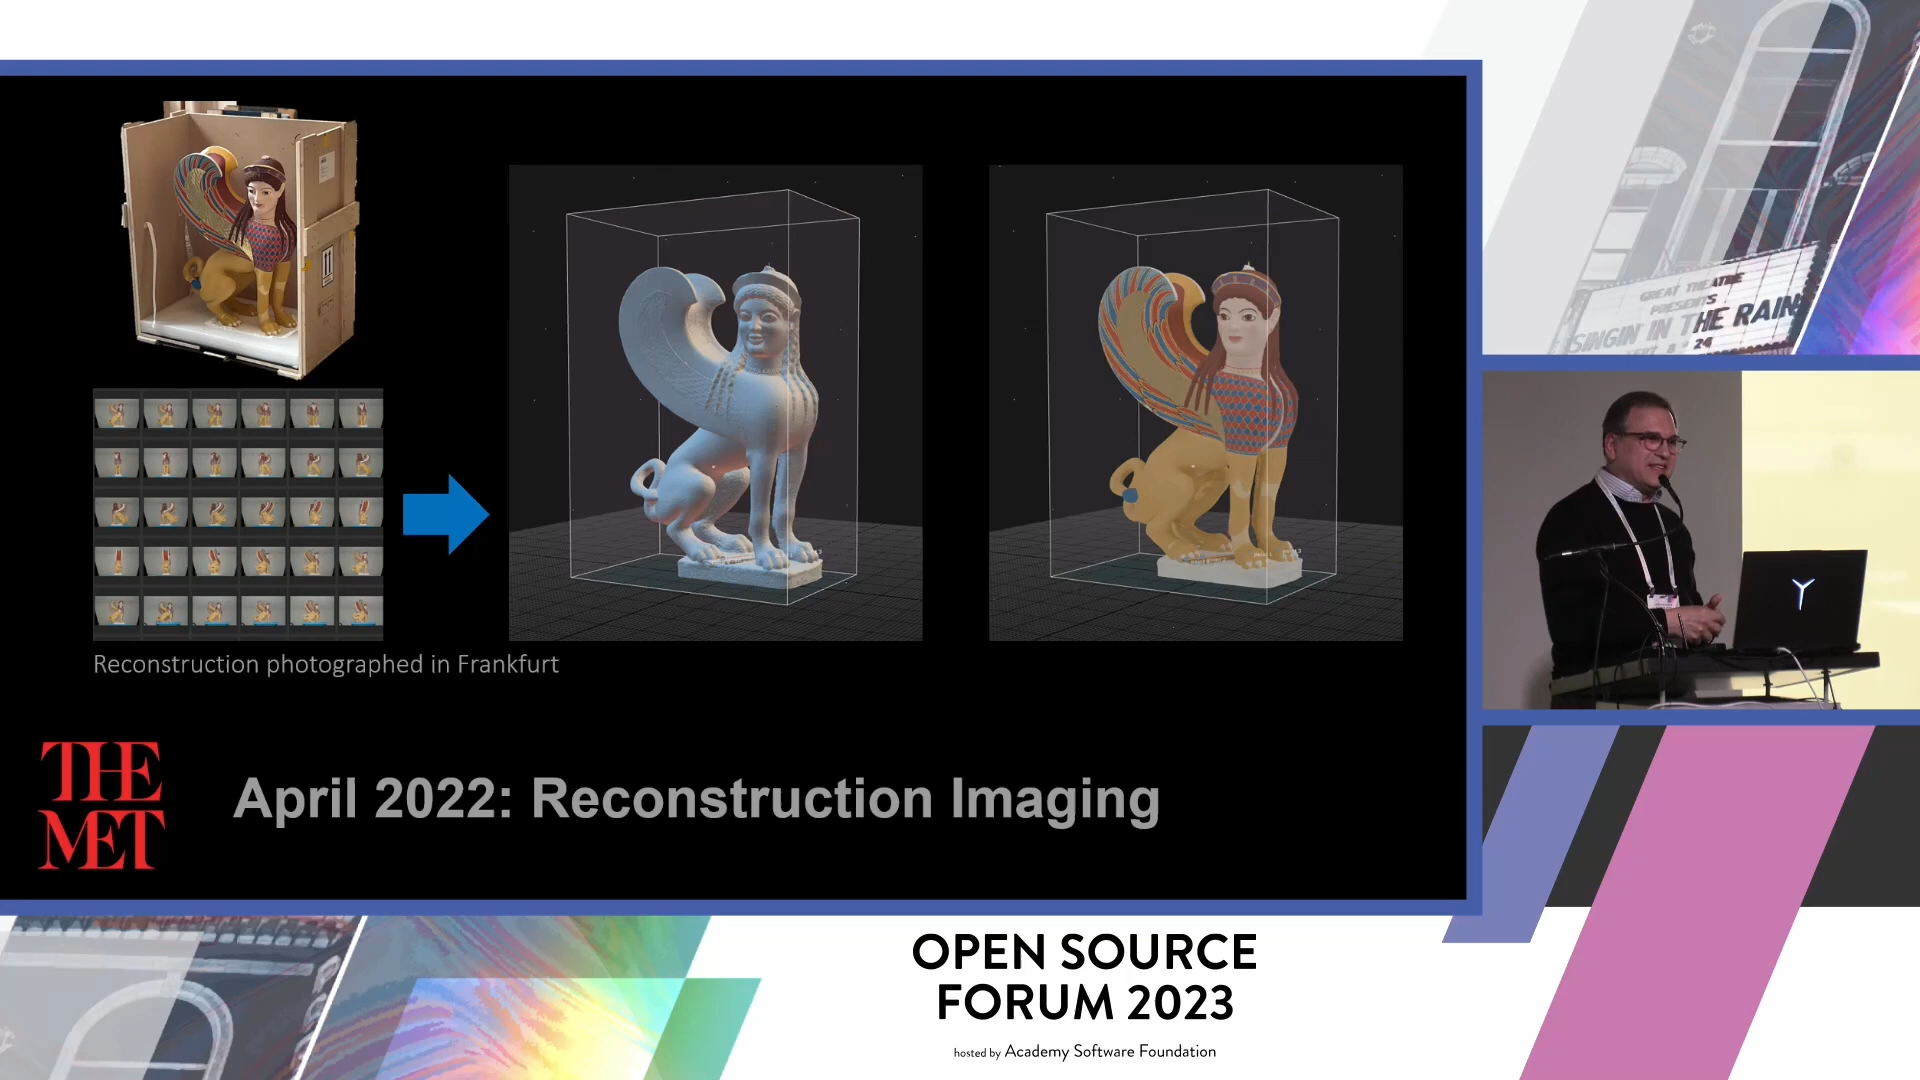 Reconstruction photographed in Frankfurt
THE
MET
April 2022: Reconstruction Imaging
GREAT THEATRE
PRESENTS
SINGIN' IN THE RAIN
24
OPEN SOURCE
FORUM 2023
hosted by Academy Software Foundation